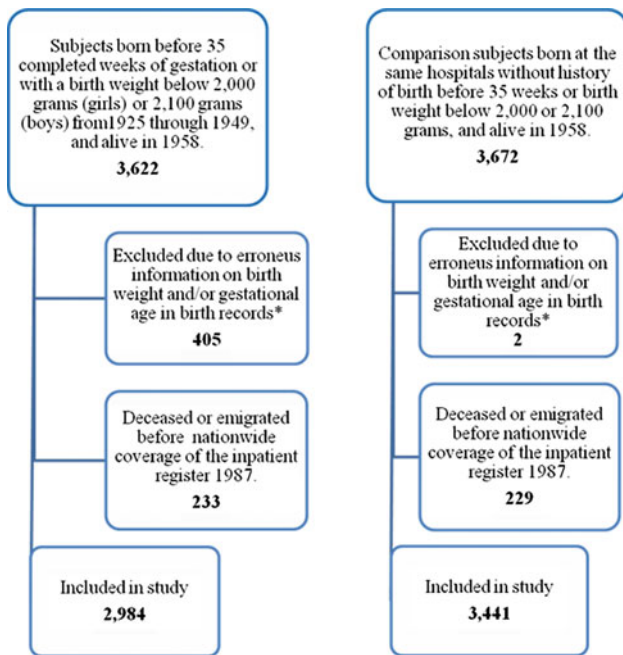 Subjects born before 35
completed weeks of gestation or
with a birth weight below 2,000
grams (girls) or 2,100 grams
(boys) from1925 through 1949,
and alive in 1958.
3,622
Excluded due to erroneus
information on birth
weight and/or gestational
age in birth records*
405
Deceased or emigrated
before nationwide
coverage of the inpatient
register 1987.
233
Included in study
2,984
Comparison subjects born at the
same hospitals without history
of birth before 35 weeks or birth
weight below 2,000 or 2,100
grams, and alive in 1958.
3,672
Excluded due to
erroneus information on
birth weight and/or
gestational age in birth
records*
2
Deceased or emigrated
before nationwide
coverage of the inpatient
register 1987.
229
Included in study
3,441